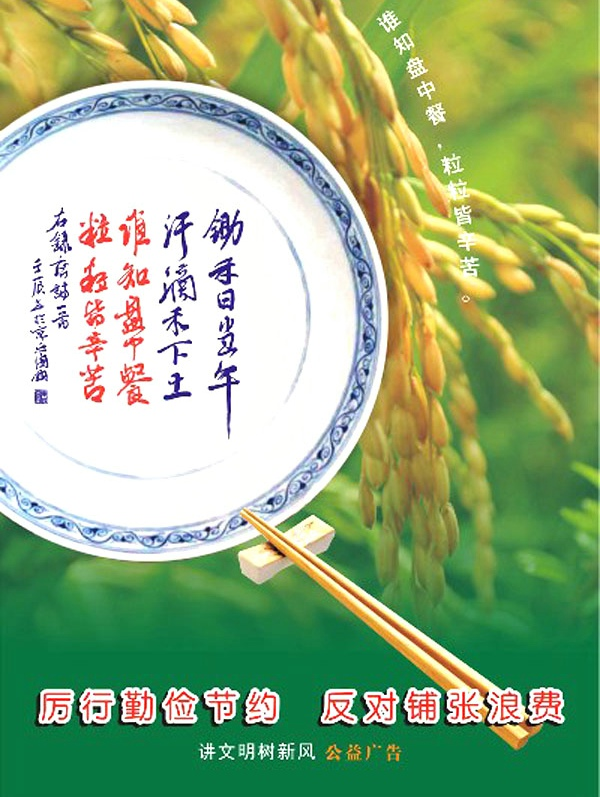 谁知盘中餐，粒粒皆辛苦。
锄禾日当午
汗滴禾下土
谁知盘中餐
粒粒皆辛苦
右录唐诗一首
厉行勤俭节约 反对铺张浪费
讲文明树新风 公益广告